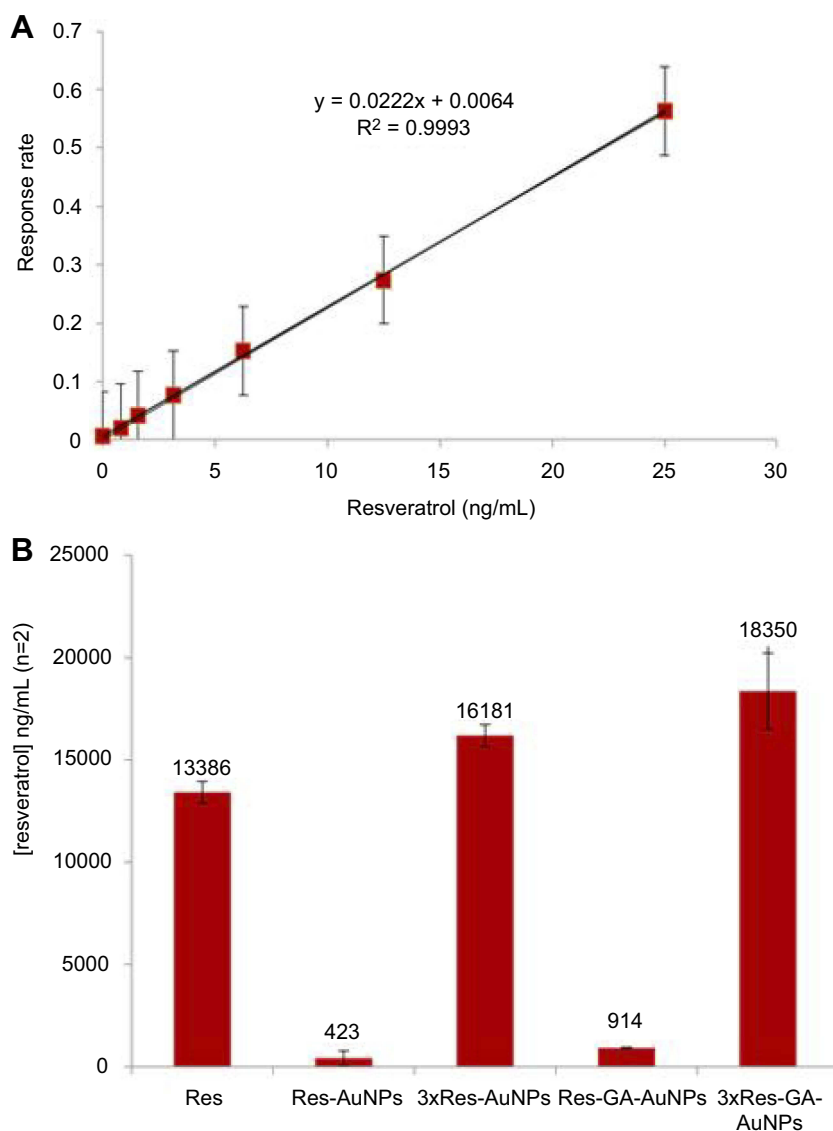 A
0.7
0.6
0.5
0.4
0.3
0.2
0.1
0
y = 0.0222x + 0.0064
R² = 0.9993
Response rate
0 5 10 15 20 25 30
Resveratrol (ng/mL)
B
25000
20000
15000
10000
5000
0
[resveratrol] ng/mL (n=2)
13386
423
16181
914
18350
Res Res-AuNPs 3xRes-AuNPs Res-GA-AuNPs 3xRes-GA-
AuNPs